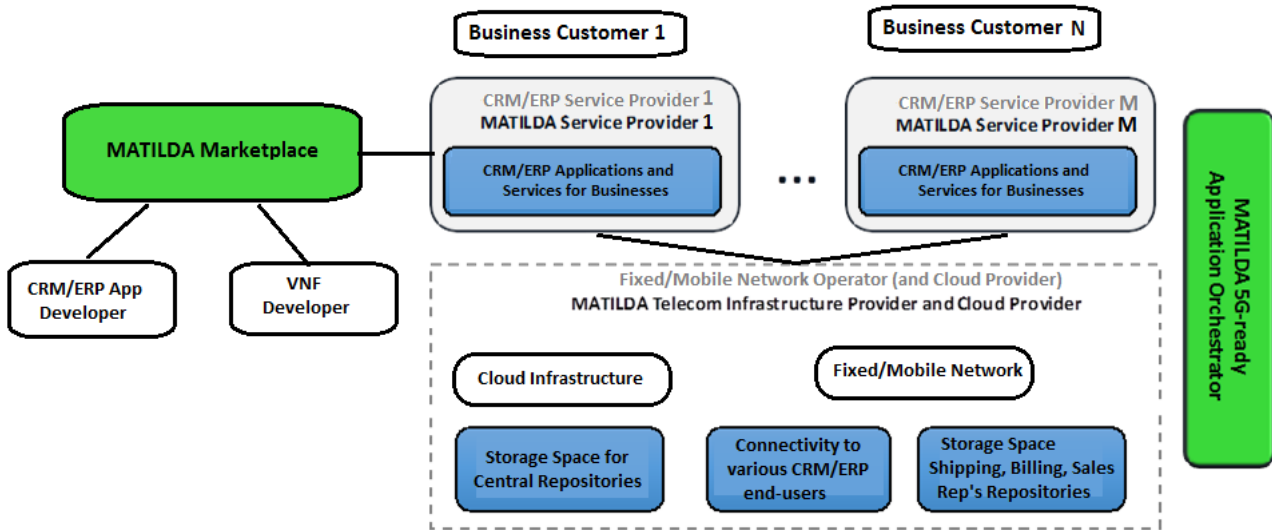 Business Customer 1
Business Customer N
CRM/ERP Service Provider 1
MATILDA Service Provider 1
CRM/ERP Applications and
Services for Businesses
...
CRM/ERP Service Provider M
MATILDA Service Provider M
CRM/ERP Applications and
Services for Businesses
MATILDA Marketplace
CRM/ERP App
Developer
VNF
Developer
Fixed/Mobile Network Operator (and Cloud Provider)
MATILDA Telecom Infrastructure Provider and Cloud Provider
Cloud Infrastructure
Fixed/Mobile Network
Storage Space for
Central Repositories
Connectivity to
various CRM/ERP
end-users
Storage Space
Shipping, Billing, Sales
Rep's Repositories
MATILDA 5G-ready
Application Orchestrator